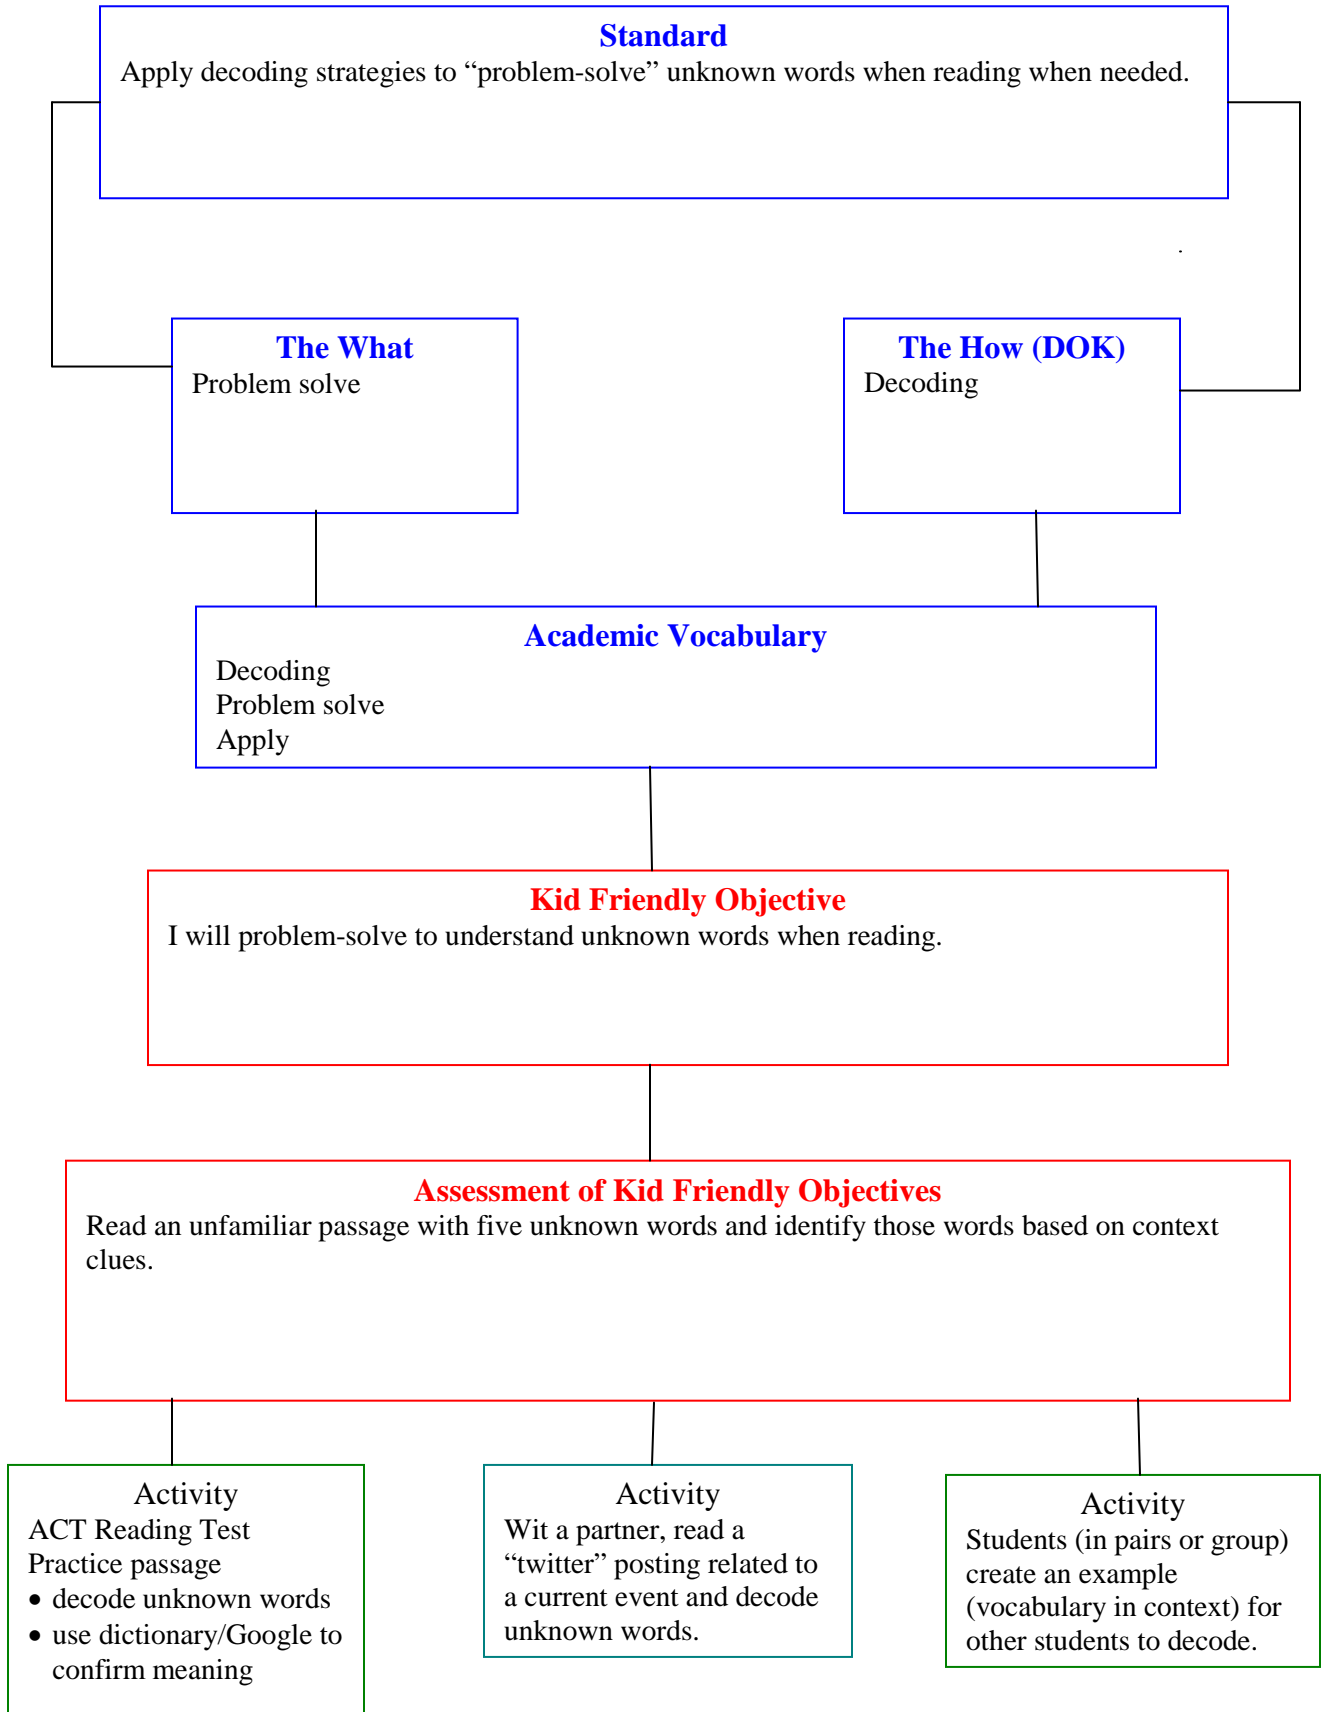 Standard
Apply decoding strategies to “problem-solve” unknown words when reading when needed.
The What
Problem solve
The How (DOK)
Decoding
Academic Vocabulary
Decoding
Problem solve
Apply
Kid Friendly Objective
I will problem-solve to understand unknown words when reading.
Assessment of Kid Friendly Objectives
Read an unfamiliar passage with five unknown words and identify those words based on context
clues.
Activity
ACT Reading Test
Practice passage
• decode unknown words
• use dictionary/Google to
confirm meaning
Activity
Wit a partner, read a
“twitter” posting related to
a current event and decode
unknown words.
Activity
Students (in pairs or group)
create an example
(vocabulary in context) for
other students to decode.